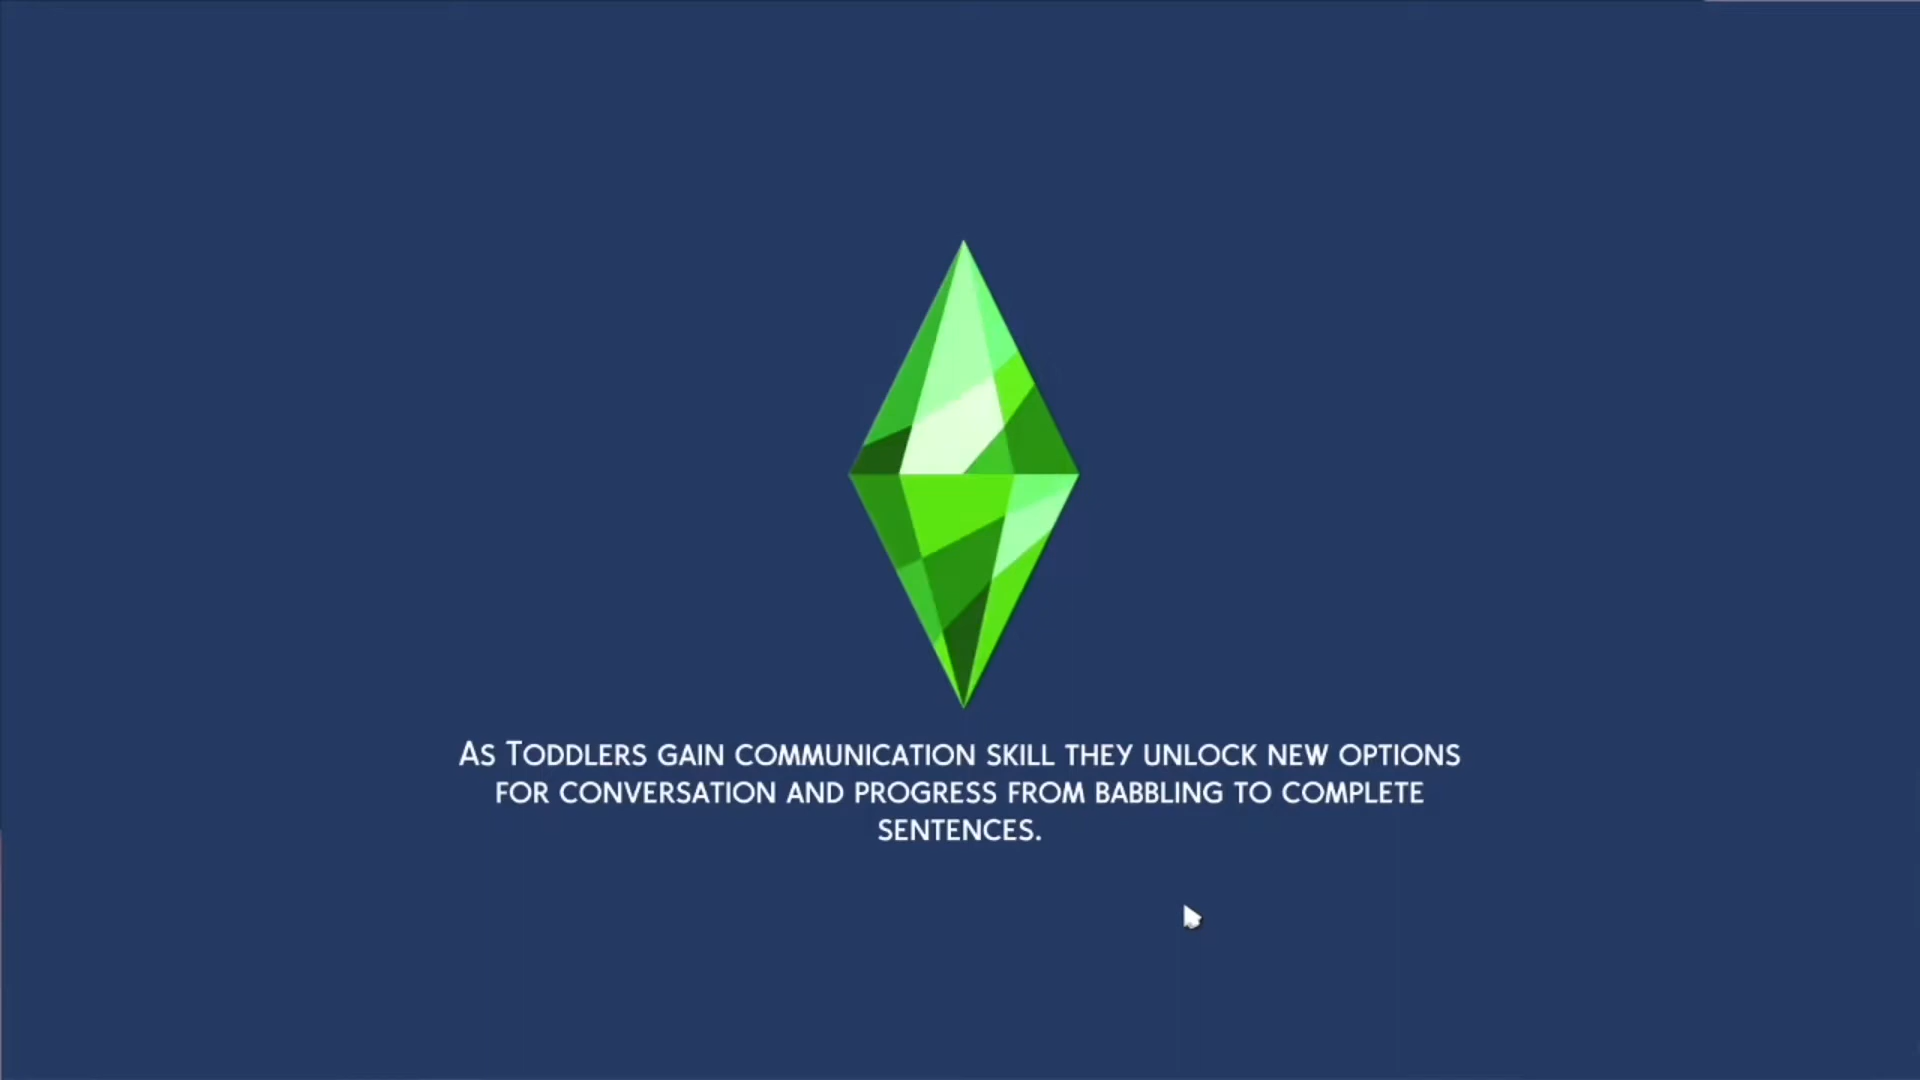 As Toddlers gain communication skill they unlock new options
for conversation and progress from babbling to complete
sentences.